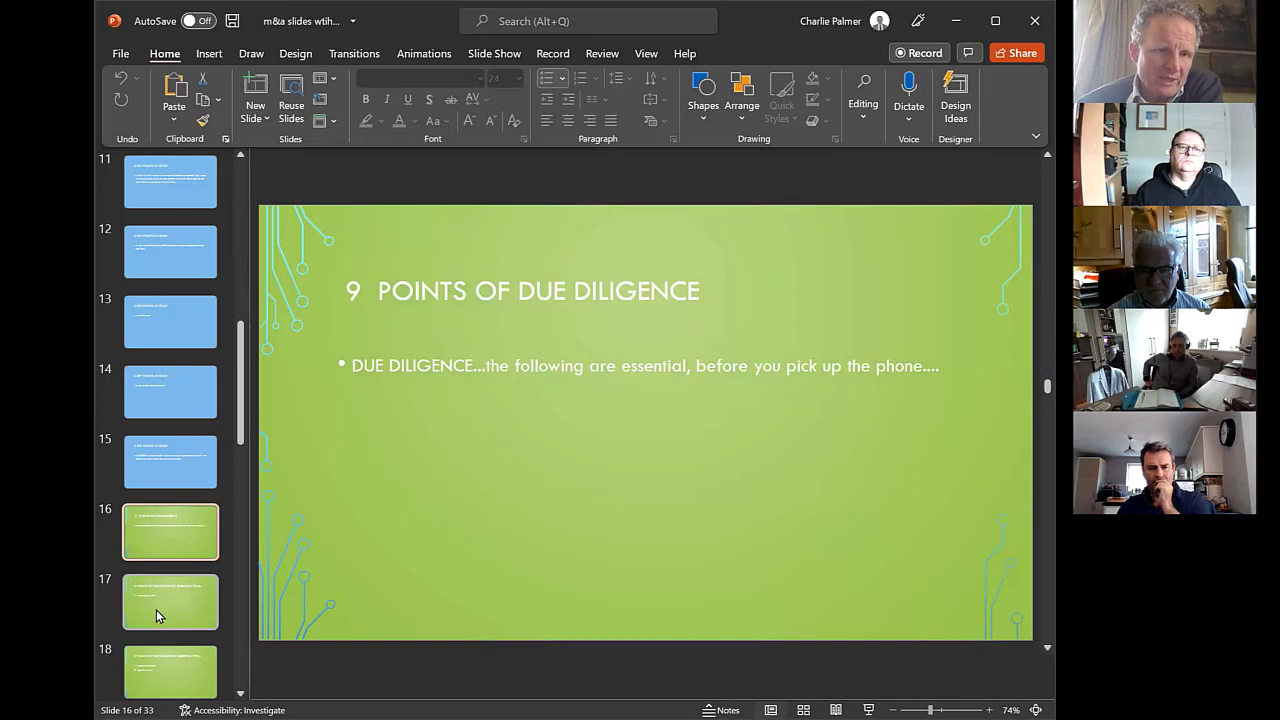 AutoSave Off m&a slides wtih... Search (Alt+Q) Charlie Palmer
File Home Insert Draw Design Transitions Animations Slide Show Record Review View Help Record Share
24
Paste New Slide Reuse Slides B I U S ab AV Aa A A Shapes Arrange Quick Styles Editing Dictate Design Ideas
Undo Clipboard Slides Font Paragraph Drawing Voice Designer
11
12
13
14
15
16
17
18
9 POINTS OF DUE DILIGENCE
• DUE DILIGENCE...the following are essential, before you pick up the phone....
Slide 16 of 33 Accessibility: Investigate Notes 74%